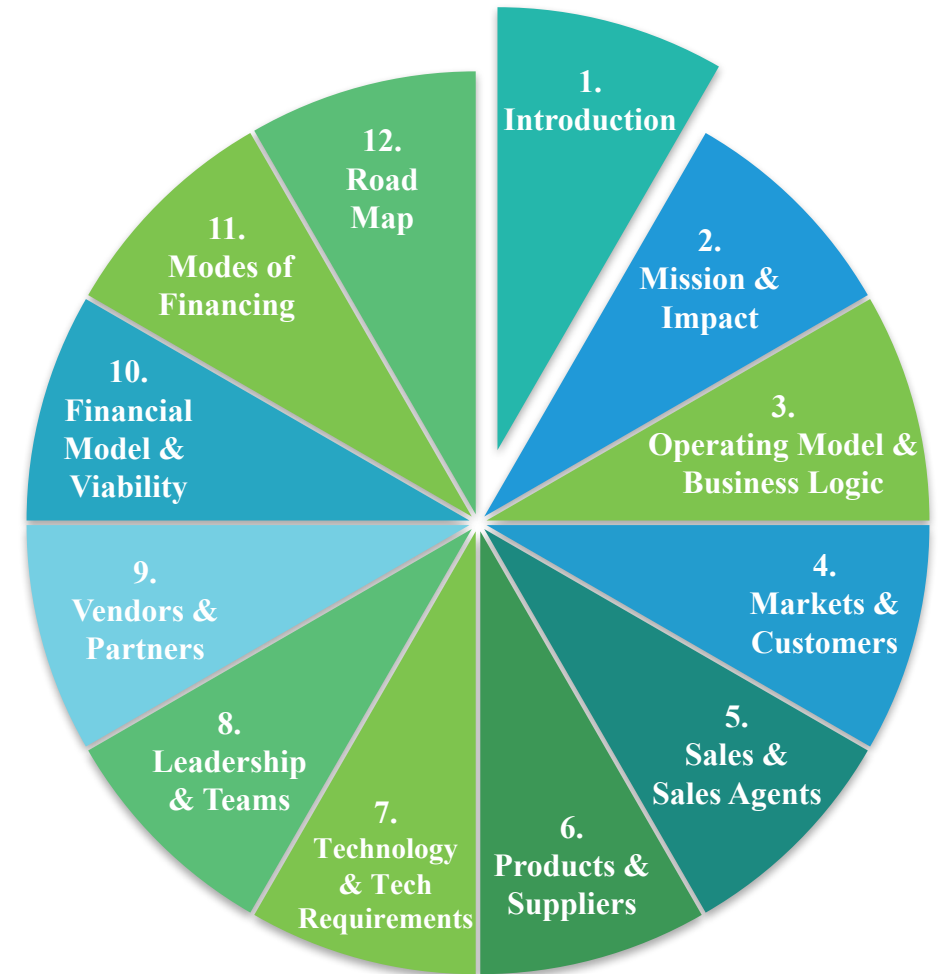 1.
Introduction
2.
Mission &
Impact
3.
Operating Model &
Business Logic
4.
Markets &
Customers
5.
Sales &
Sales Agents
6.
Products &
Suppliers
7.
Technology
& Tech
Requirements
8.
Leadership
& Teams
9.
Vendors &
Partners
10.
Financial
Model &
Viability
11.
Modes of
Financing
12.
Road
Map